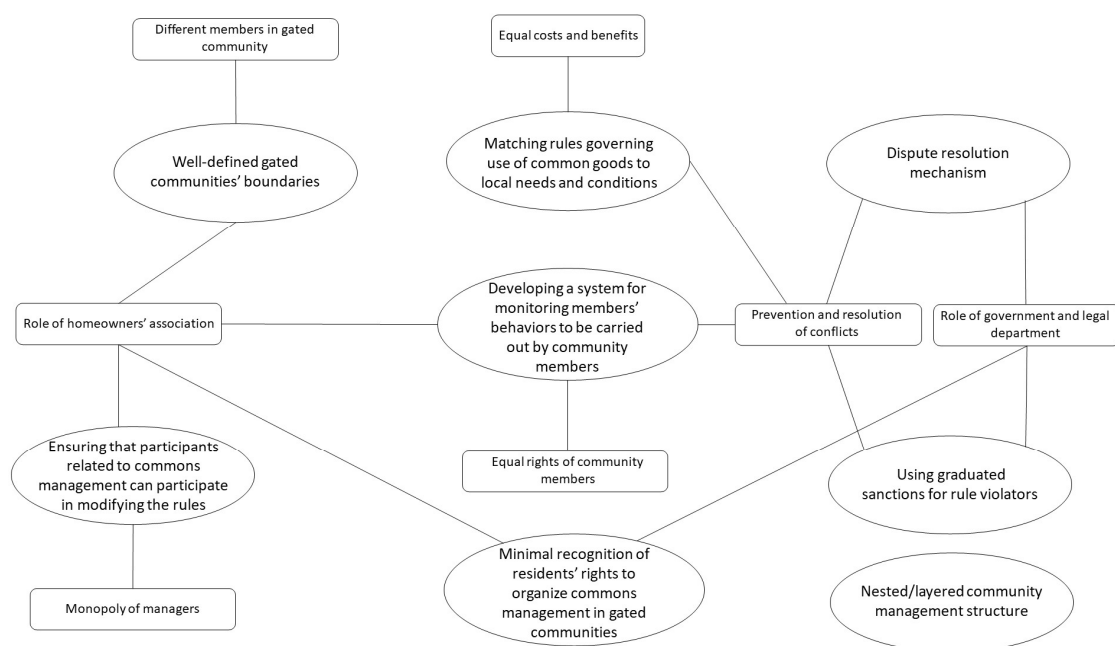 Different members in gated
community
Equal costs and benefits
Well-defined gated
communities’ boundaries
Matching rules governing
use of common goods to
local needs and conditions
Dispute resolution
mechanism
Role of homeowners’ association
Developing a system for
monitoring members’
behaviors to be carried
out by community
members
Prevention and resolution
of conflicts
Role of government and legal
department
Ensuring that participants
related to commons
management can participate
in modifying the rules
Equal rights of community
members
Using graduated
sanctions for rule violators
Monopoly of managers
Minimal recognition of
residents’ rights to
organize commons
management in gated
communities
Nested/layered community
management structure